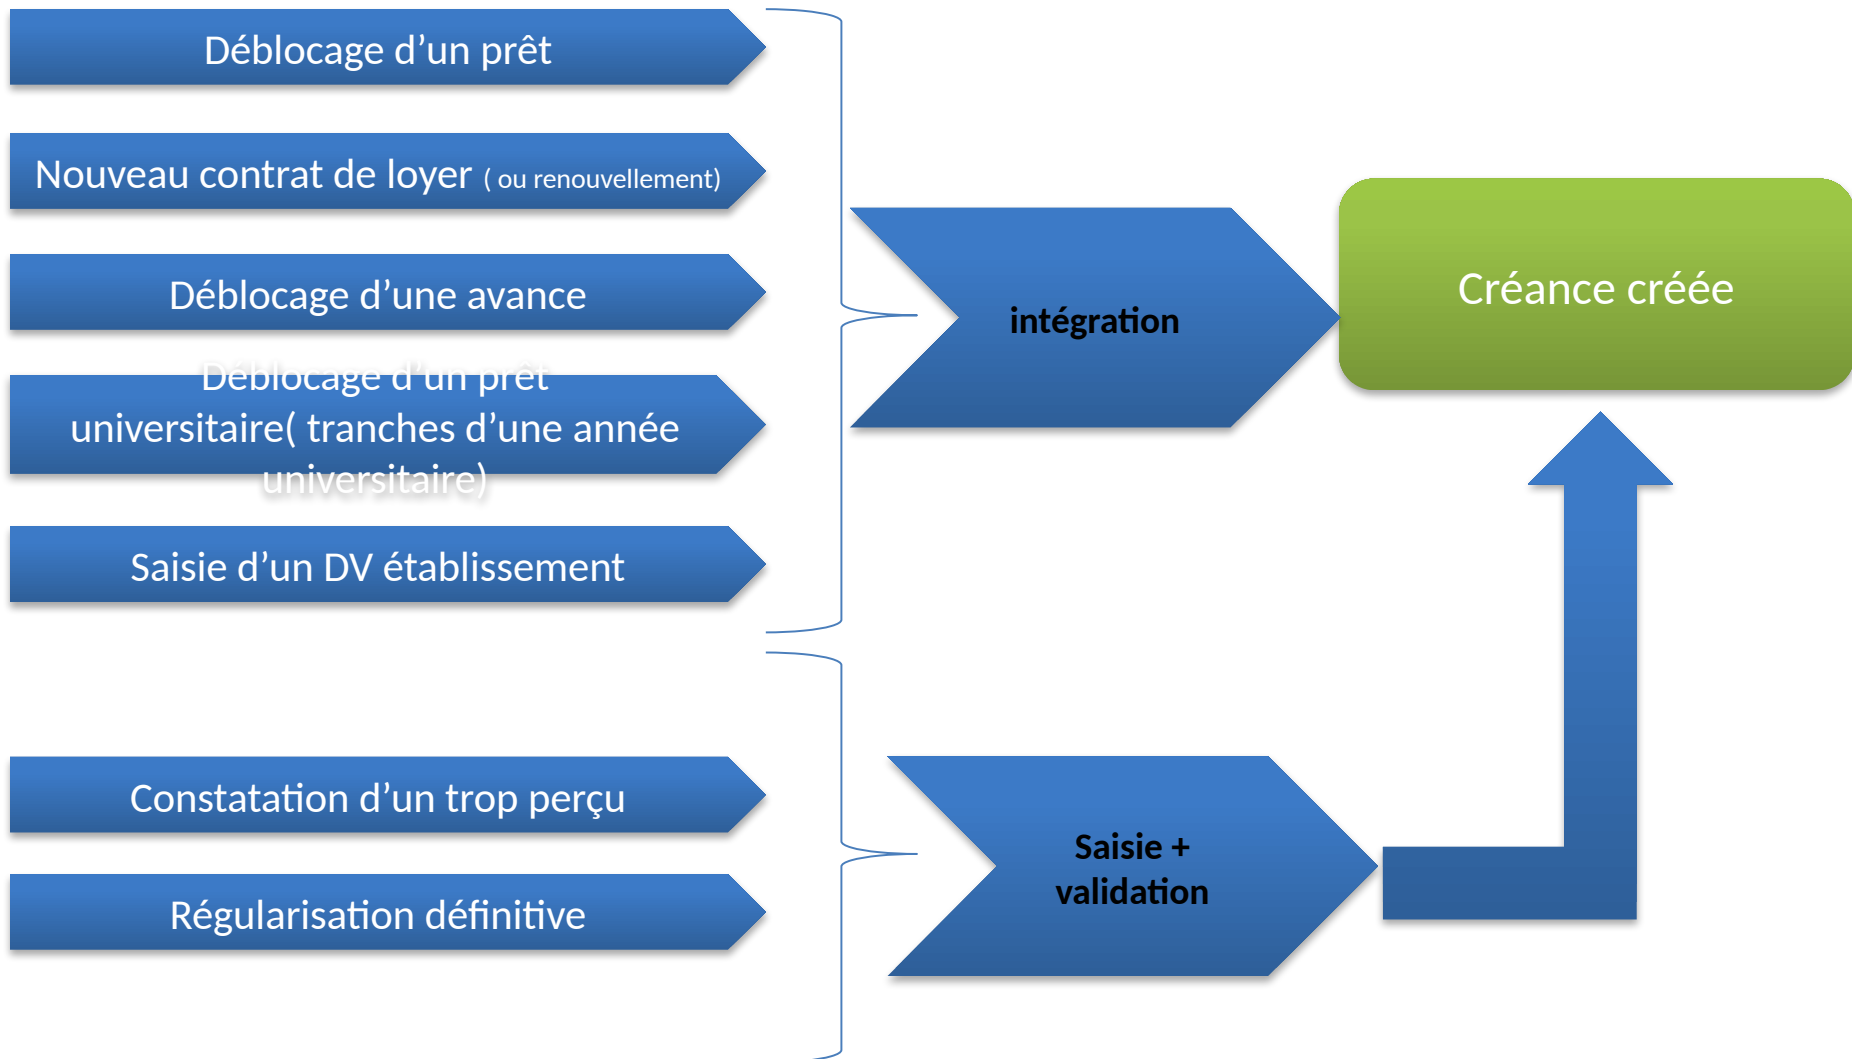 Déblocage d’un prêt
Nouveau contrat de loyer ( ou renouvellement)
Déblocage d’une avance
Déblocage d’un prêt
universitaire( tranches d’une année
universitaire)
Saisie d’un DV établissement
Constatation d’un trop perçu
Régularisation définitive
intégration
Saisie +
validation
Créance créée